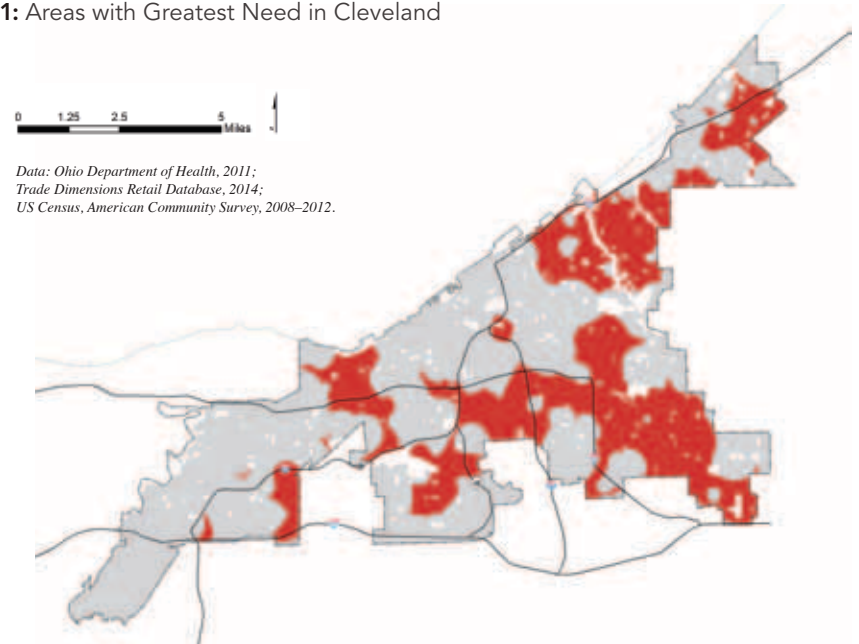 1: Areas with Greatest Need in Cleveland
0 1.25 2.5 5
Miles
N
Data: Ohio Department of Health, 2011;
Trade Dimensions Retail Database, 2014;
US Census, American Community Survey, 2008–2012.